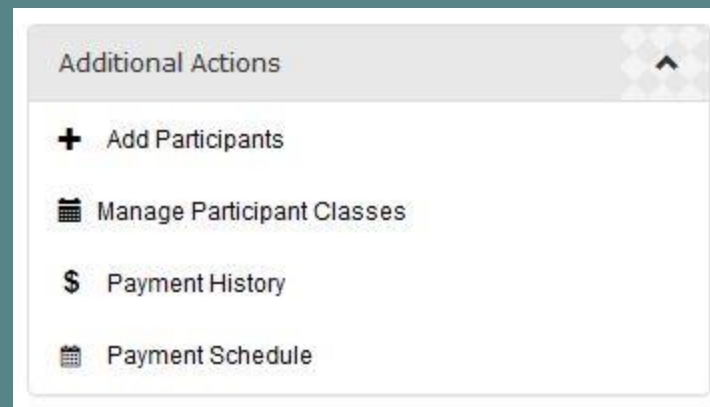 Additional Actions
Add Participants
Manage Participant Classes
$ Payment History
Payment Schedule